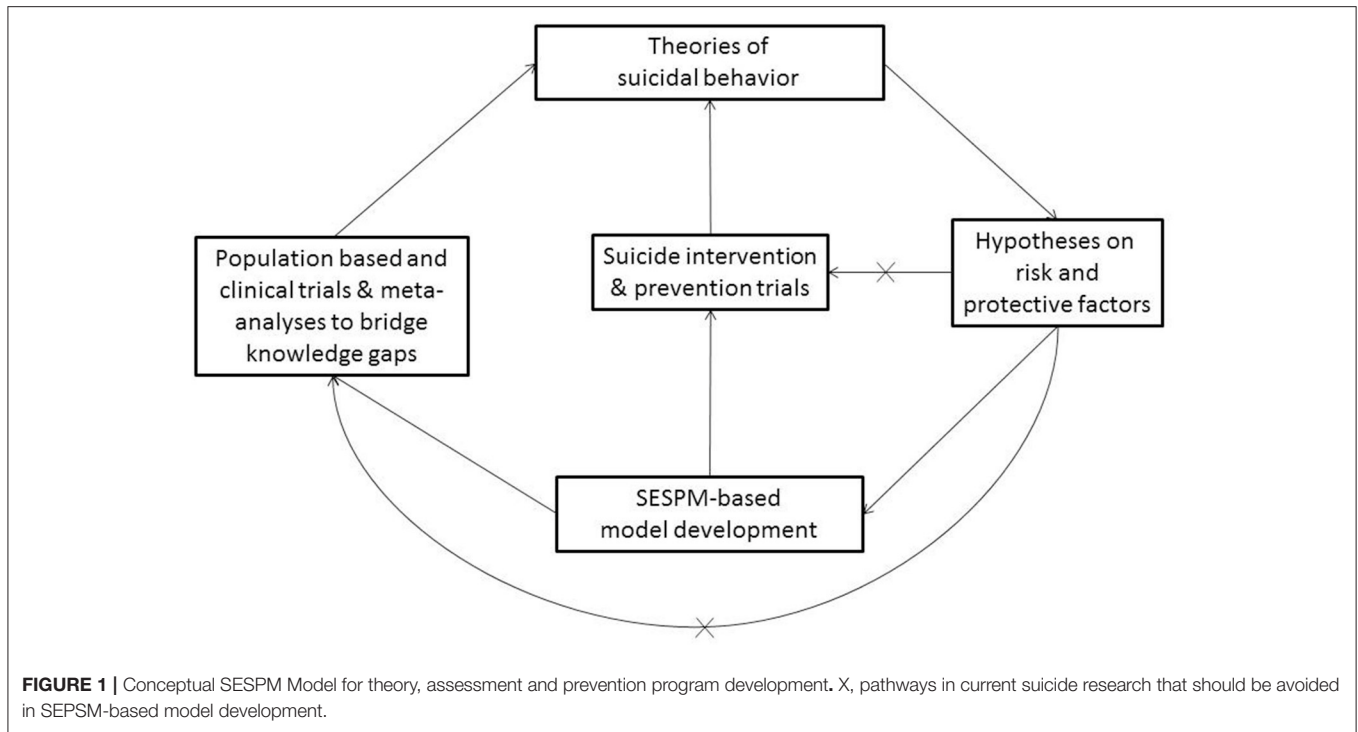 Theories of
suicidal behavior
Population based and
clinical trials & meta-
analyses to bridge
knowledge gaps
Suicide intervention
& prevention trials
Hypotheses on
risk and
protective factors
SESPM-based
model development
FIGURE 1 | Conceptual SESPM Model for theory, assessment and prevention program development. X, pathways in current suicide research that should be avoided
in SEPSM-based model development.